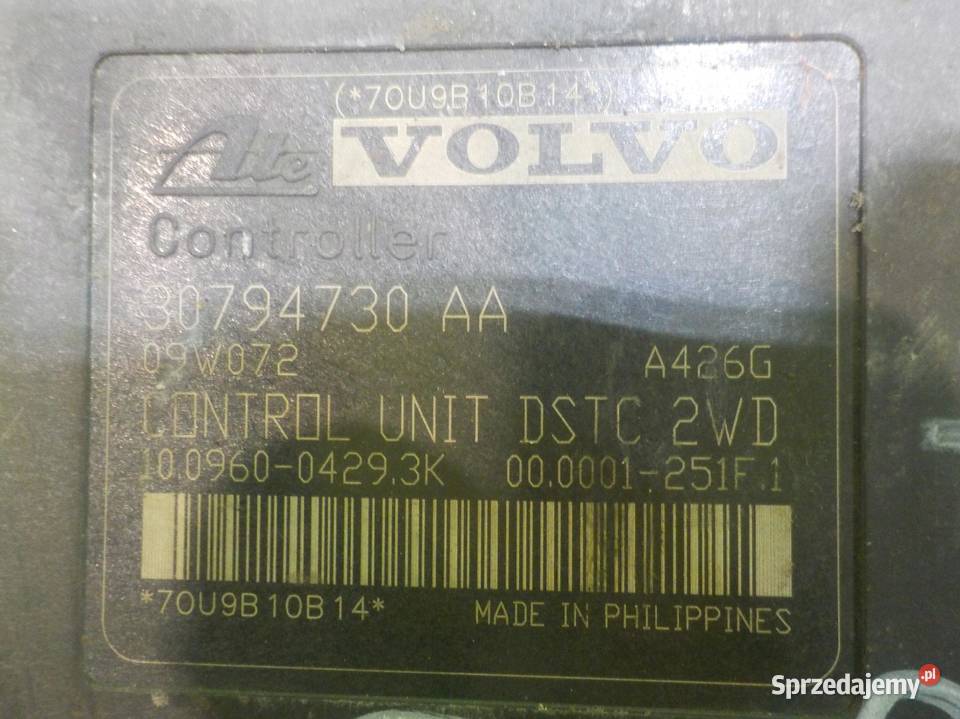 (*70U9B10B14*)
Ate VOLVO
Controller
30794730 AA
09W072 A426G
CONTROL UNIT DSTC 2WD
10.0960-0429.3K 00.0001-251F.1
*70U9B10B14* MADE IN PHILIPPINES
Sprzedajemy.pl